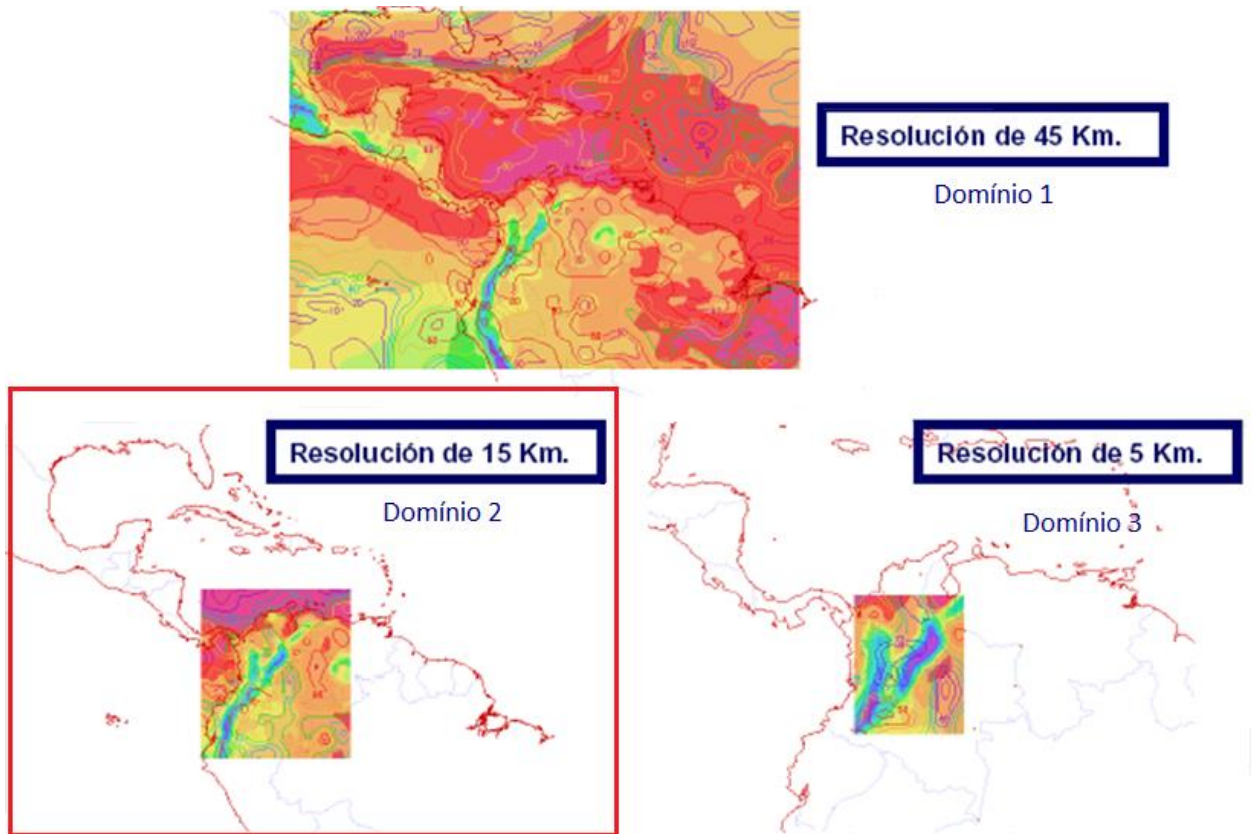 Resolución de 45 Km.
Domínio 1
Resolución de 15 Km.
Domínio 2
Resolución de 5 Km.
Domínio 3